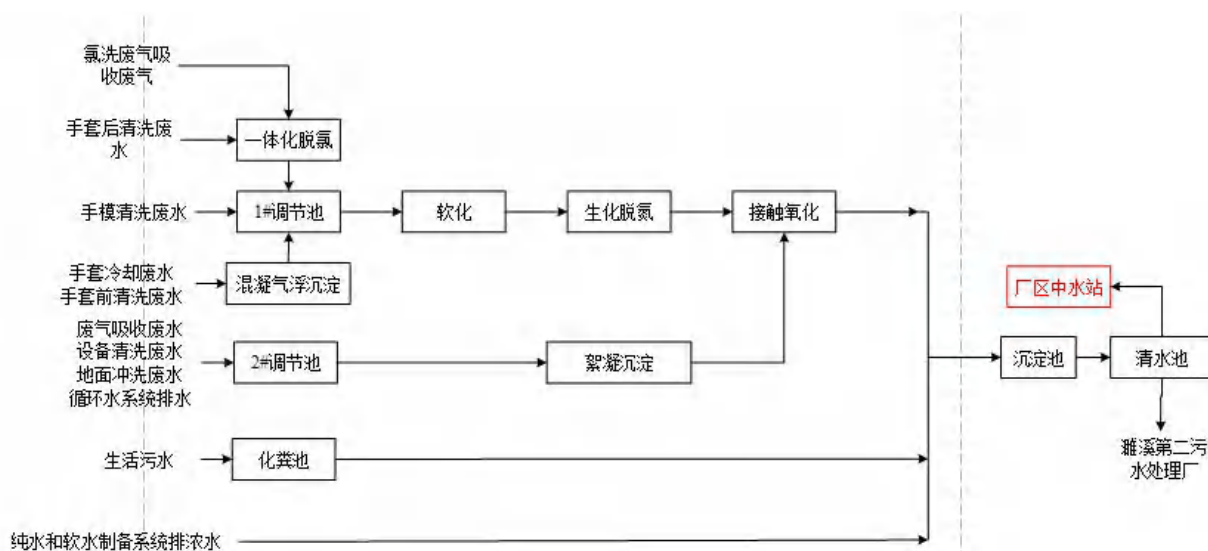 氯洗废气吸
收废气
手套后清洗废
水
一体化脱氯
手模清洗废水
1#调节池
软化
生化脱氮
接触氧化
手套冷却废水
手套前清洗废水
混凝气浮沉淀
厂区中水站
废气吸收废水
设备清洗废水
地面冲洗废水
循环水系统排水
2#调节池
絮凝沉淀
沉淀池
清水池
濉溪第二污
水处理厂
生活污水
化粪池
纯水和软水制备系统排浓水